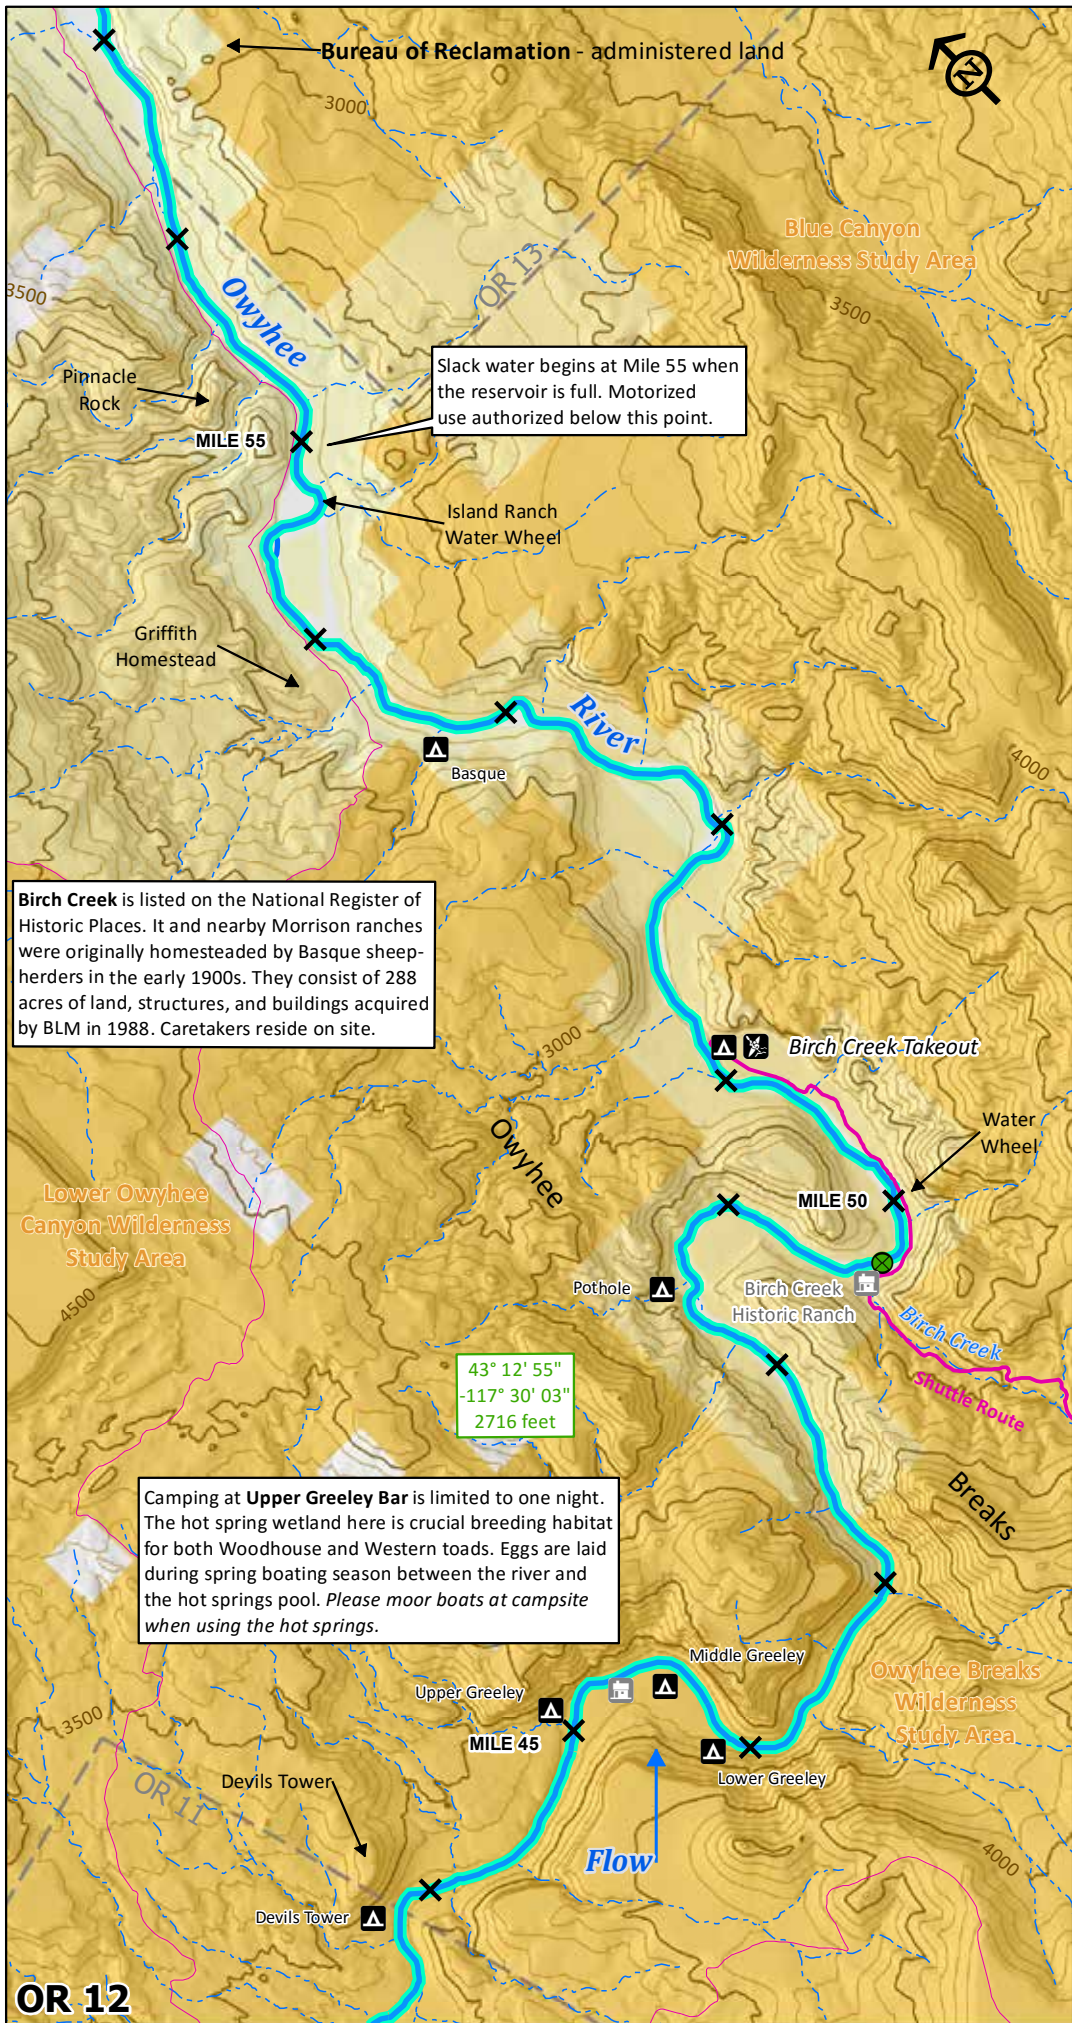 Bureau of Reclamation - administered land
N
3000
Blue Canyon
Wilderness Study Area
OR 13
3500
3500
Owyhee
Pinnacle
Rock
Slack water begins at Mile 55 when
the reservoir is full. Motorized
use authorized below this point.
MILE 55
Island Ranch
Water Wheel
Griffith
Homestead
River
4000
Basque
Birch Creek is listed on the National Register of
Historic Places. It and nearby Morrison ranches
were originally homesteaded by Basque sheep-
herders in the early 1900s. They consist of 288
acres of land, structures, and buildings acquired
by BLM in 1988. Caretakers reside on site.
3000
Birch Creek Takeout
Owyhee
Water
Wheel
Lower Owyhee
Canyon Wilderness
Study Area
MILE 50
4500
Pothole
Birch Creek
Historic Ranch
Birch Creek
Shuttle Route
43° 12' 55"
-117° 30' 03"
2716 feet
Breaks
Camping at Upper Greeley Bar is limited to one night.
The hot spring wetland here is crucial breeding habitat
for both Woodhouse and Western toads. Eggs are laid
during spring boating season between the river and
the hot springs pool. Please moor boats at campsite
when using the hot springs.
Middle Greeley
Owyhee Breaks
Wilderness
Study Area
Upper Greeley
3500
MILE 45
Lower Greeley
Devils Tower
OR 11
Flow
4000
Devils Tower
OR 12